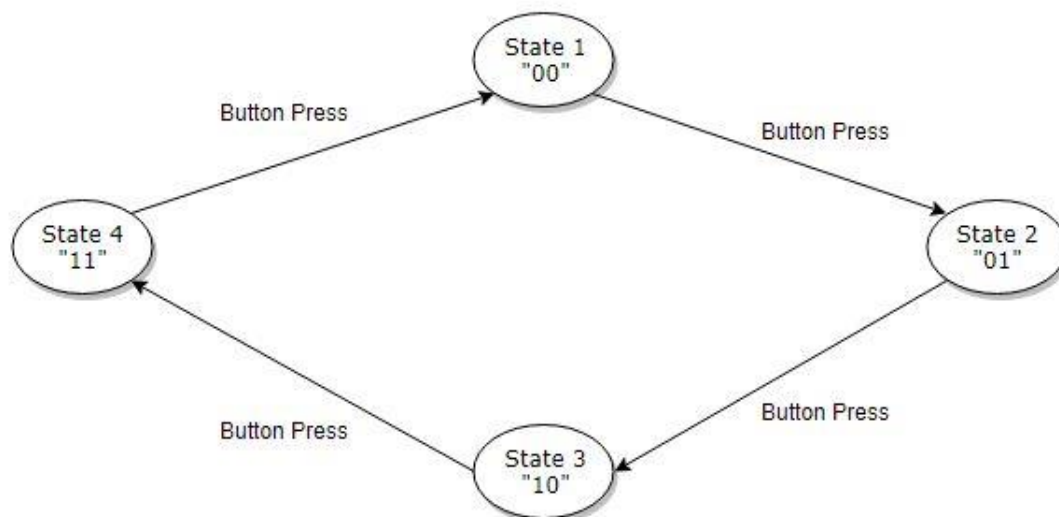 State 1
"00"
Button Press
Button Press
State 4
"11"
State 2
"01"
Button Press
Button Press
State 3
"10"